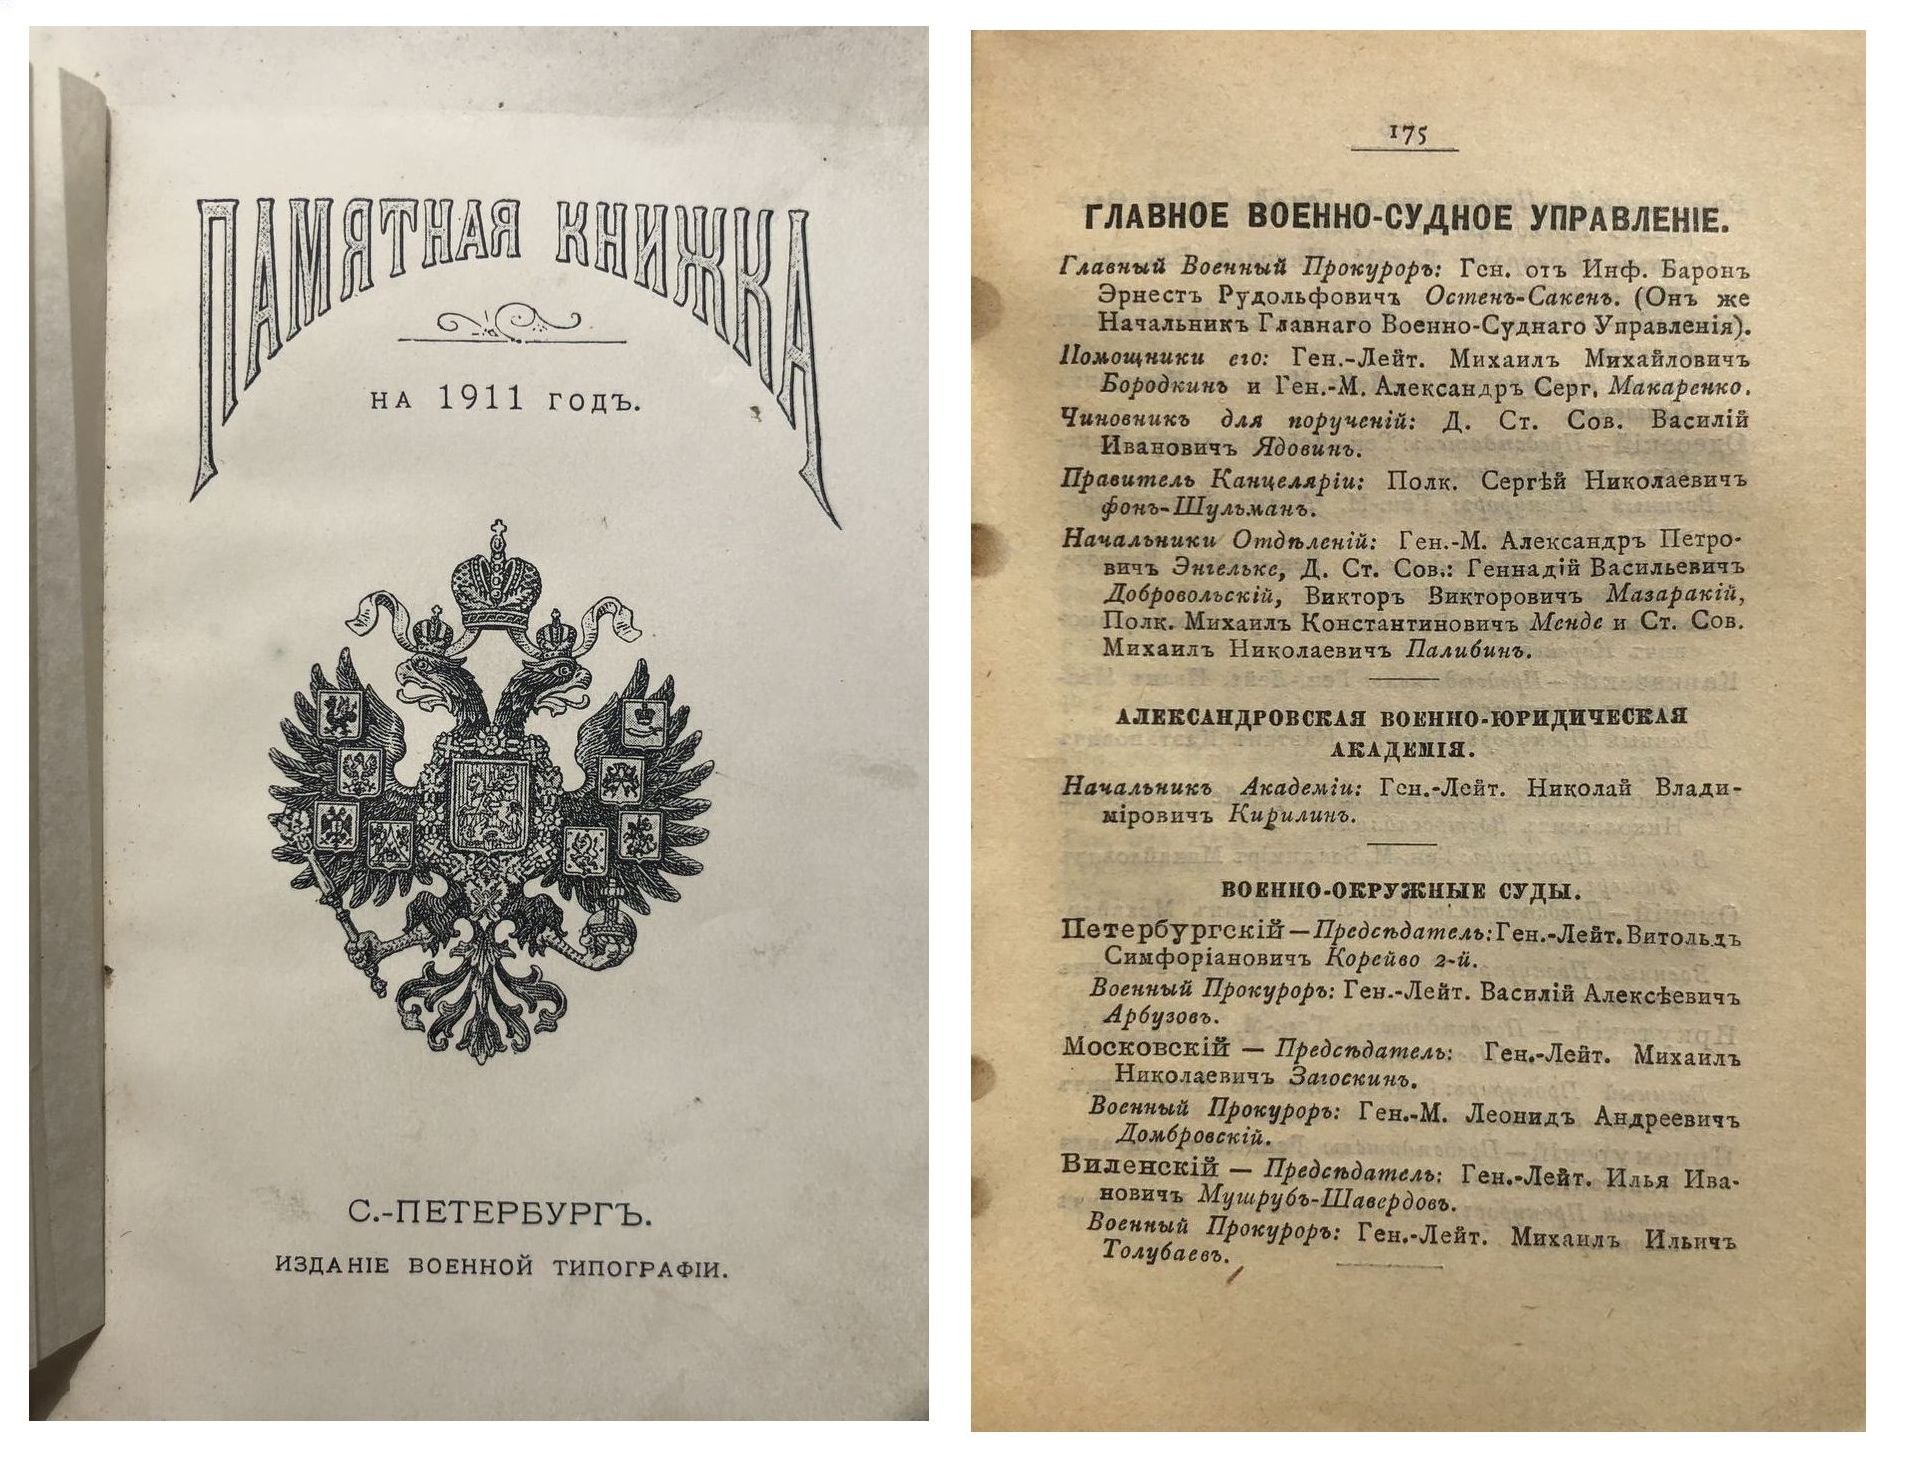 ПАМЯТНАЯ КНИЖКА
НА 1911 ГОДЪ.
С.-ПЕТЕРБУРГЪ.
ИЗДАНІЕ ВОЕННОЙ ТИПОГРАФІИ.
175
ГЛАВНОЕ ВОЕННО-СУДНОЕ УПРАВЛЕНІЕ.
Главный Военный Прокуроръ: Ген. отъ Инф. Баронъ
Эрнестъ Рудольфовичъ Остенъ-Сакенъ. (Онъ же
Начальникъ Главнаго Военно-Суднаго Управленія).
Помощники его: Ген.-Лейт. Михаилъ Михайловичъ
Бородкинъ и Ген.-М. Александръ Серг. Макаренко.
Чиновникъ для порученій: Д. Ст. Сов. Василій
Ивановичъ Ядовинъ.
Правитель Канцеляріи: Полк. Сергѣй Николаевичъ
фонъ-Шульманъ.
Начальники Отдѣленій: Ген.-М. Александръ Петро-
вичъ Энгельке, Д. Ст. Сов.: Геннадій Васильевичъ
Добровольскій, Викторъ Викторовичъ Мазаракій,
Полк. Михаилъ Константиновичъ Менде и Ст. Сов.
Михаилъ Николаевичъ Палибинъ.
АЛЕКСАНДРОВСКАЯ ВОЕННО-ЮРИДИЧЕСКАЯ
АКАДЕМІЯ.
Начальникъ Академіи: Ген.-Лейт. Николай Влади-
міровичъ Кирилинъ.
ВОЕННО-ОКРУЖНЫЕ СУДЫ.
Петербургскій—Предсѣдатель: Ген.-Лейт. Витольдъ
Симфоріановичъ Корейво 2-й.
Военный Прокуроръ: Ген.-Лейт. Василій Алексѣевичъ
Арбузовъ.
Московскій — Предсѣдатель: Ген.-Лейт. Михаилъ
Николаевичъ Загоскинъ.
Военный Прокуроръ: Ген.-М. Леонидъ Андреевичъ
Домбровскій.
Виленскій — Предсѣдатель: Ген.-Лейт. Илья Ива-
новичъ Мушрубъ-Шавердовъ.
Военный Прокуроръ: Ген.-Лейт. Михаилъ Ильичъ
Толубаевъ.